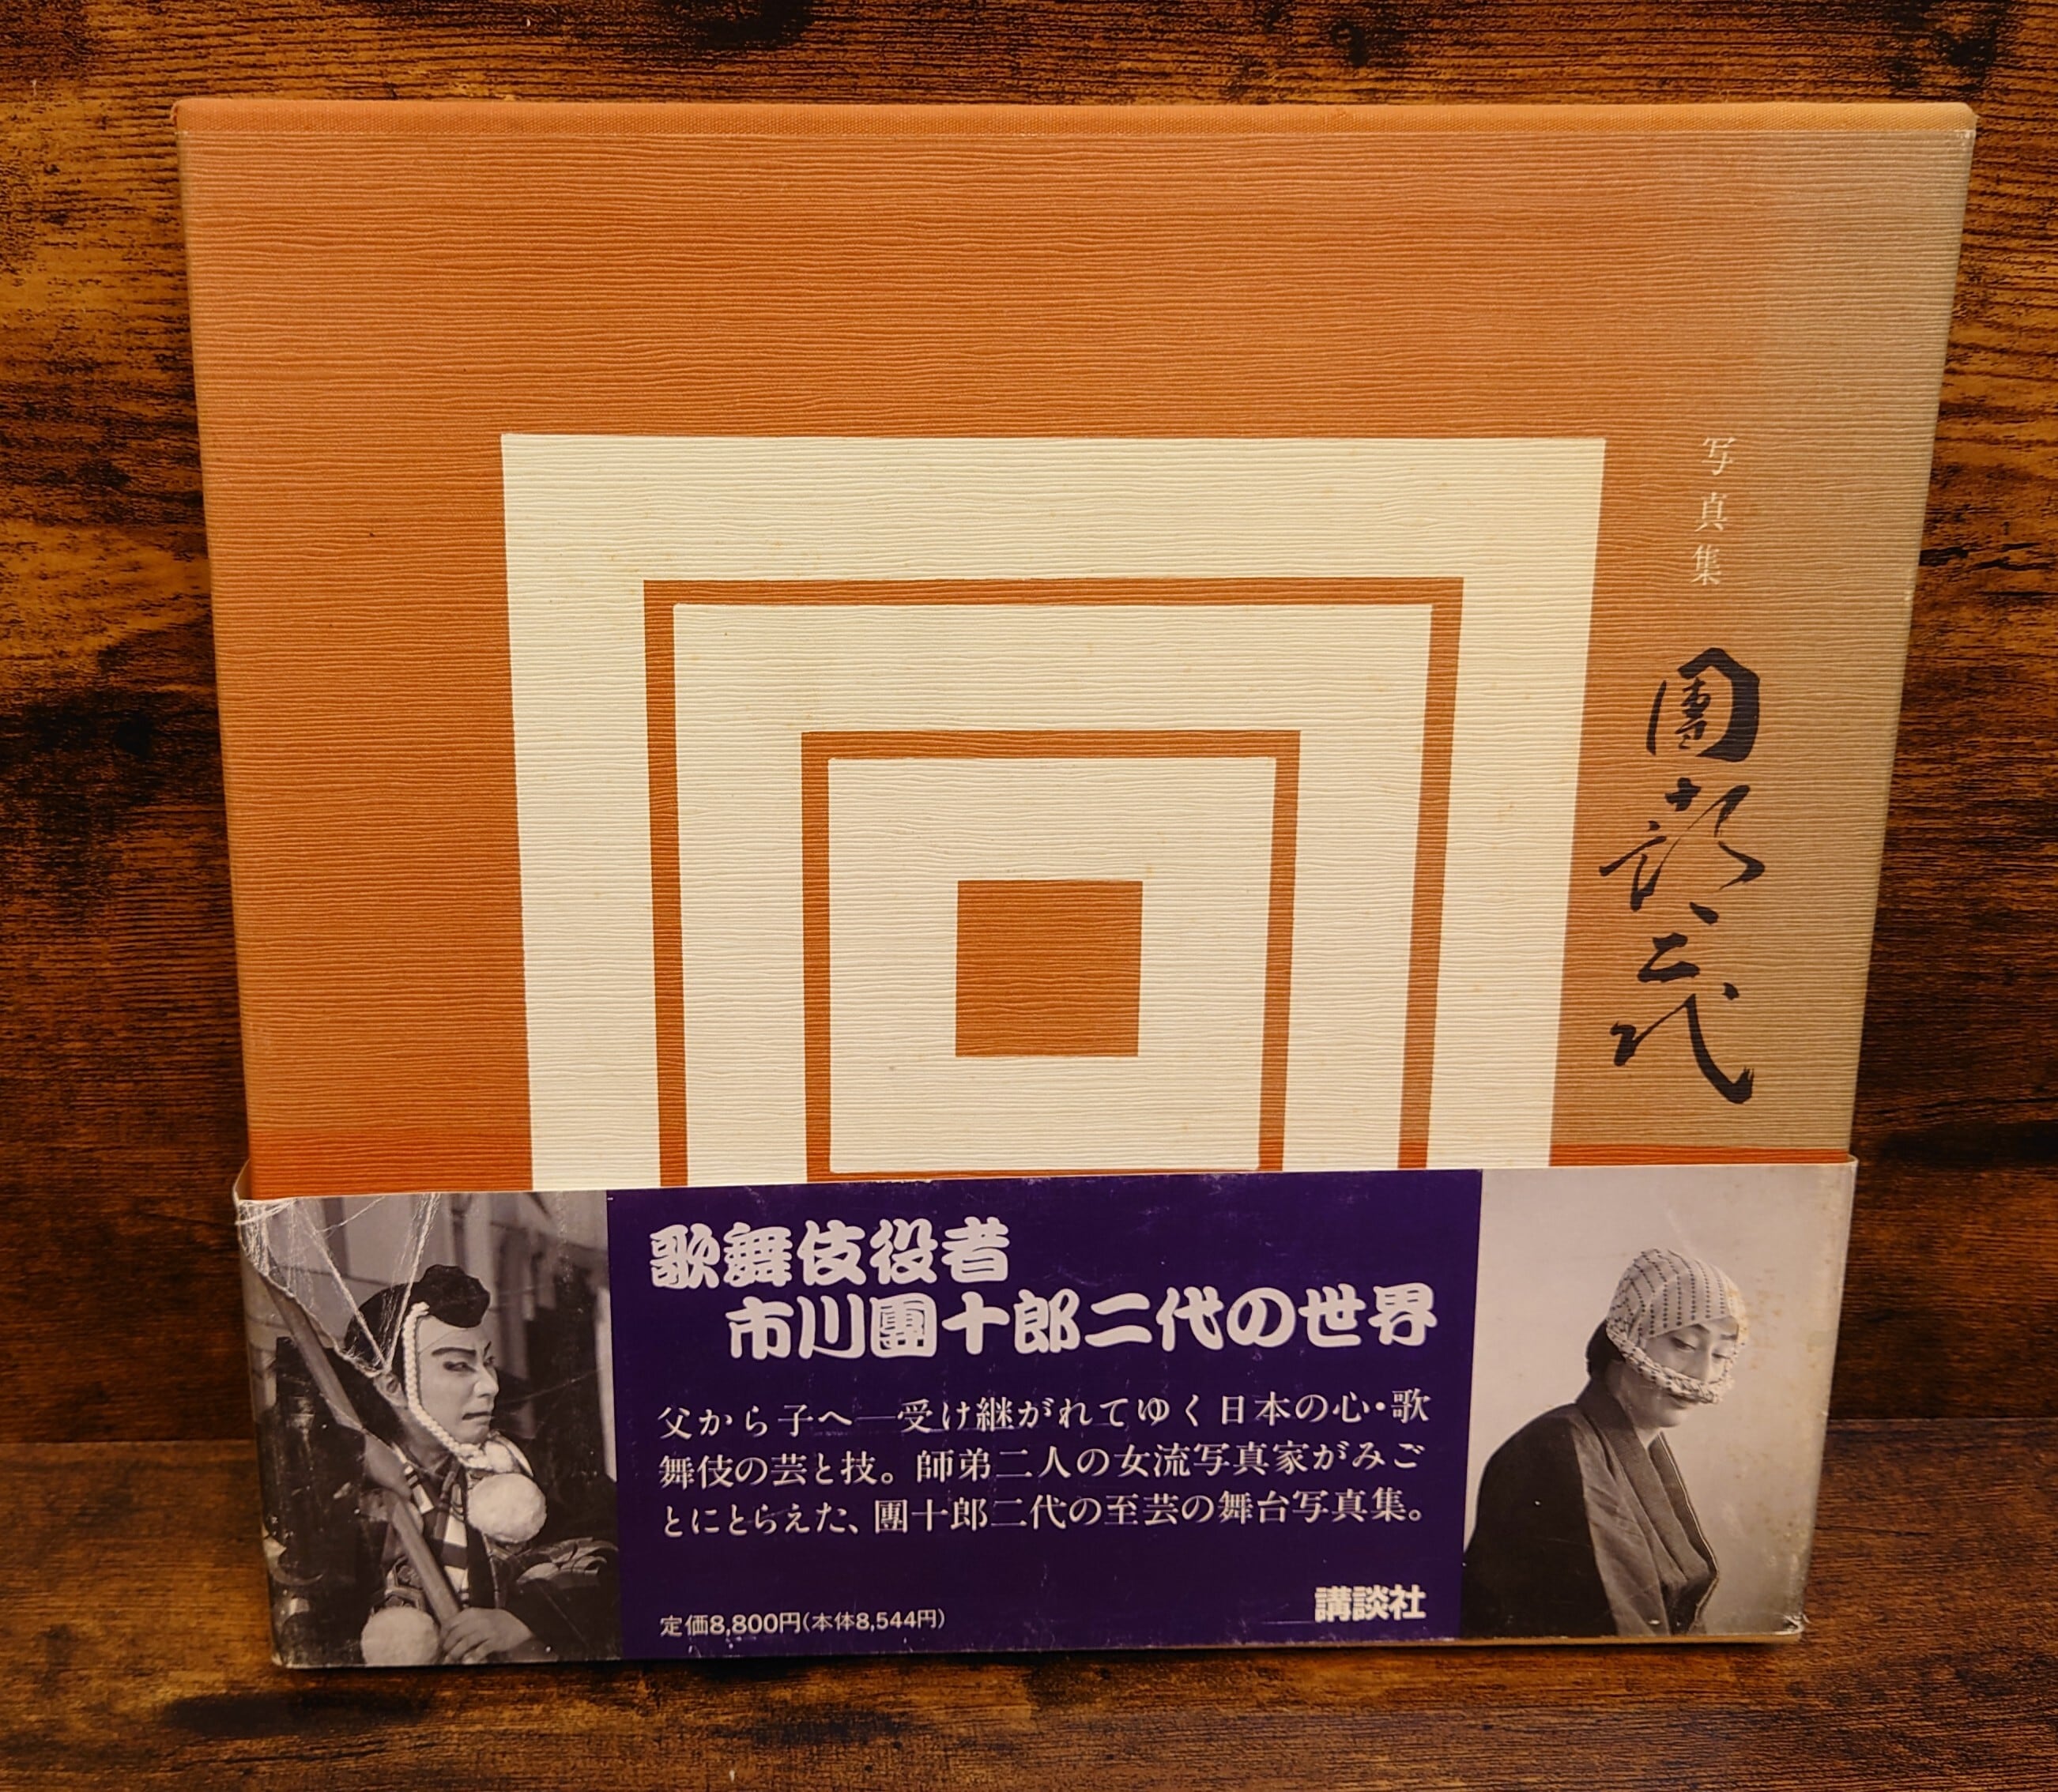 写真集
團十郎二代
歌舞伎役者
市川團十郎二代の世界
父から子へ―受け継がれてゆく日本の心・歌
舞伎の芸と技。師弟二人の女流写真家がみご
とにとらえた、團十郎二代の至芸の舞台写真集。
講談社
定価8,800円(本体8,544円)